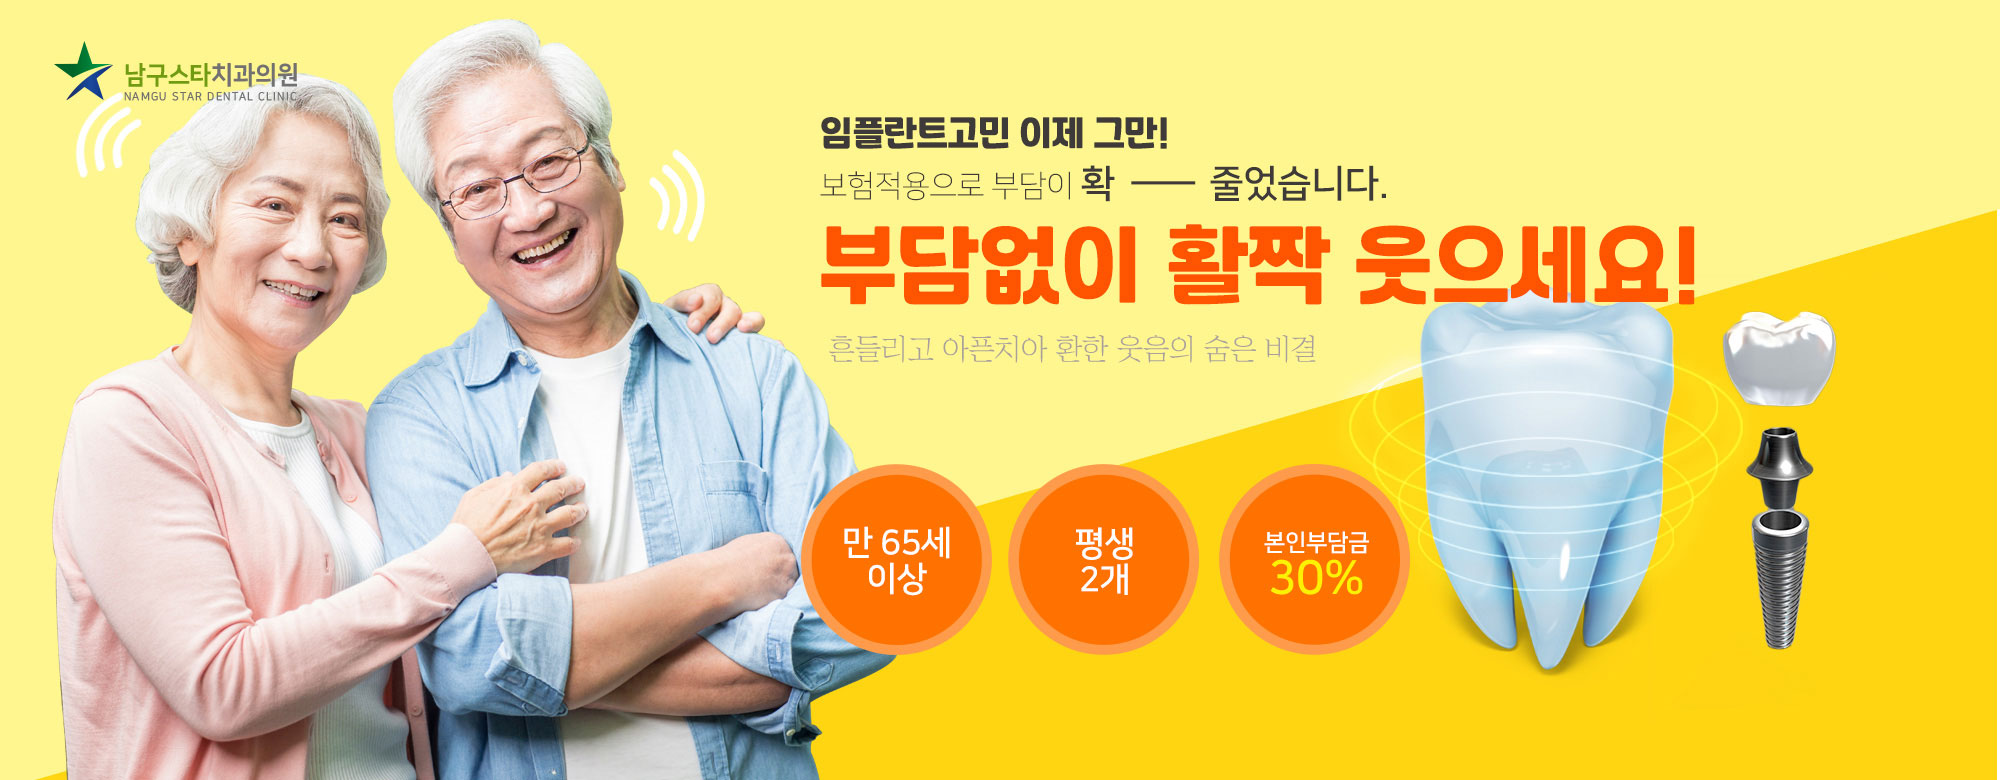 남구스타치과의원
NAMGU STAR DENTAL CLINIC
임플란트고민 이제 그만!
보험적용으로 부담이 확 ── 줄었습니다.
부담없이 활짝 웃으세요!
흔들리고 아픈치아 환한 웃음의 숨은 비결
만 65세
이상
평생
2개
본인부담금
30%